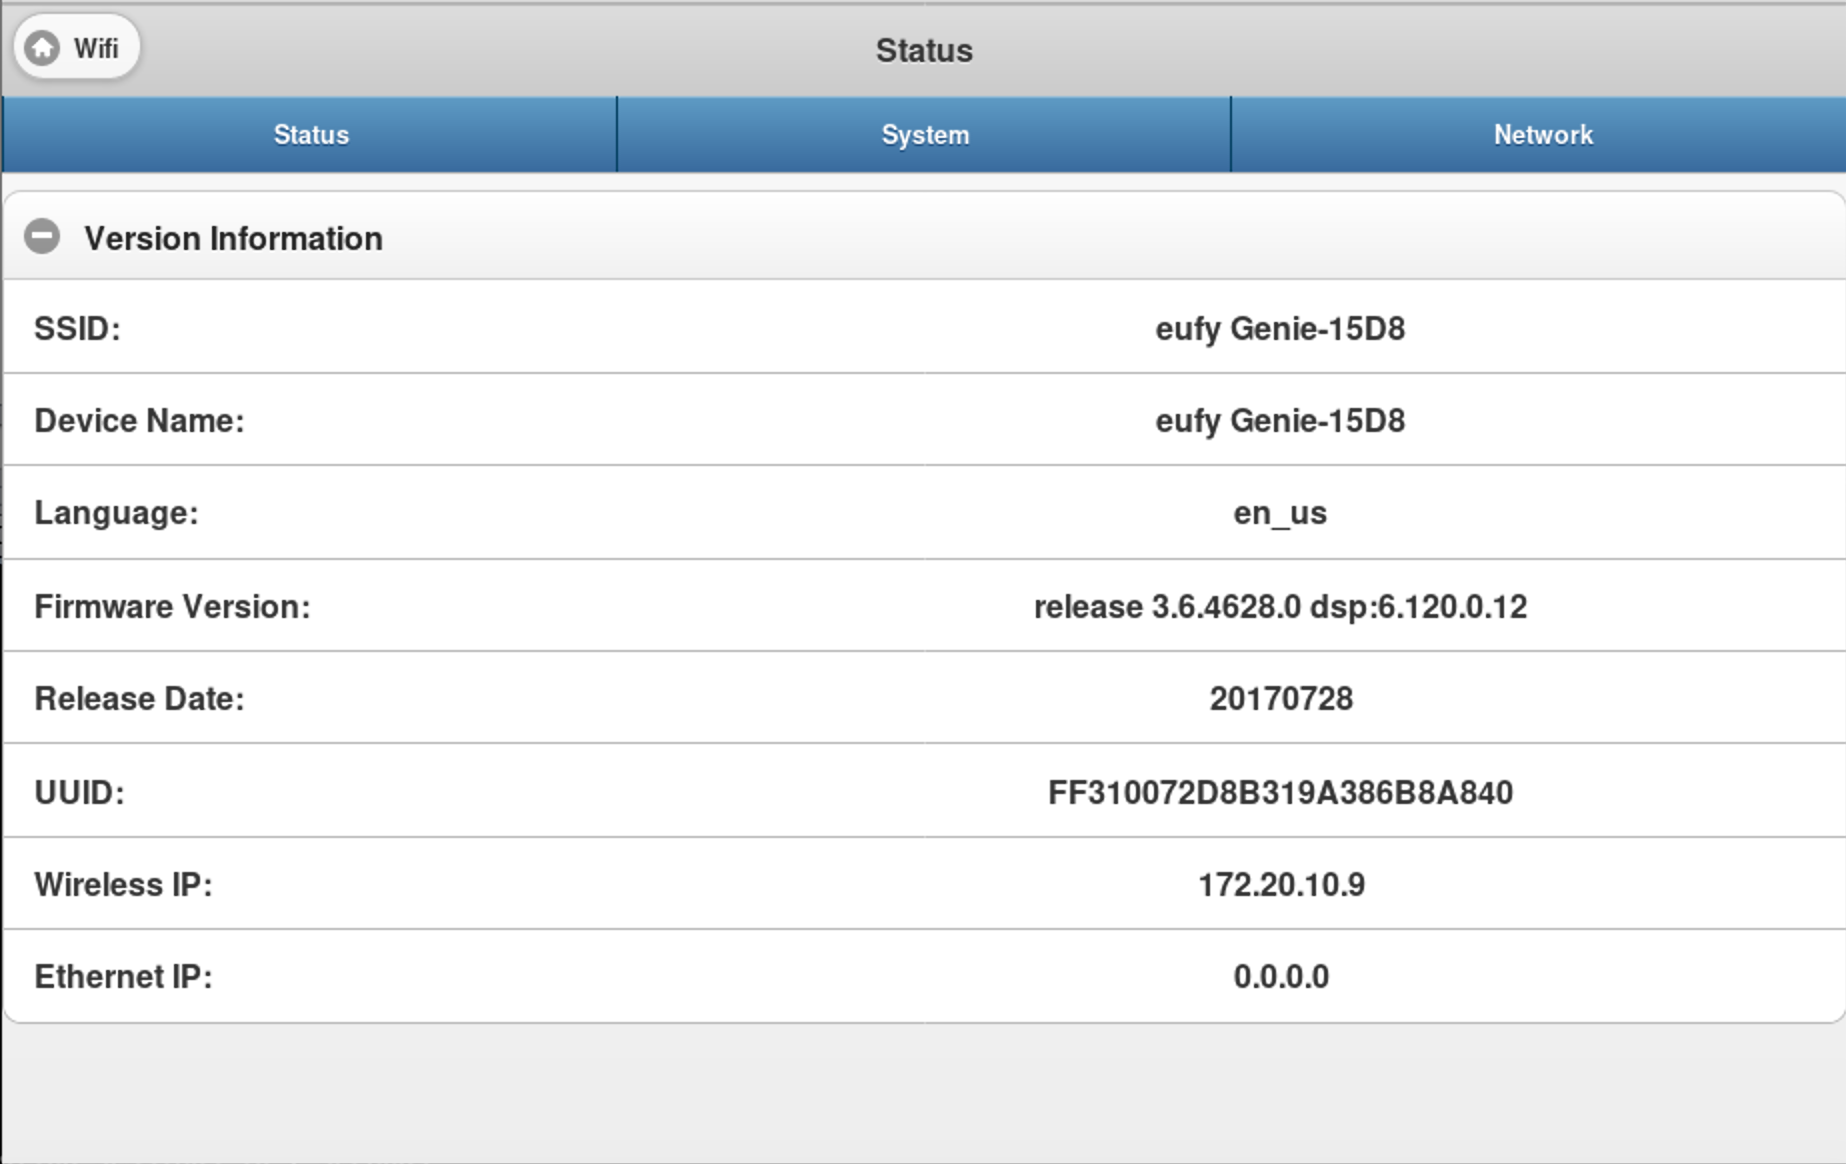 Wifi
Status
Status System Network
Version Information
SSID: eufy Genie-15D8
Device Name: eufy Genie-15D8
Language: en_us
Firmware Version: release 3.6.4628.0 dsp:6.120.0.12
Release Date: 20170728
UUID: FF310072D8B319A386B8A840
Wireless IP: 172.20.10.9
Ethernet IP: 0.0.0.0